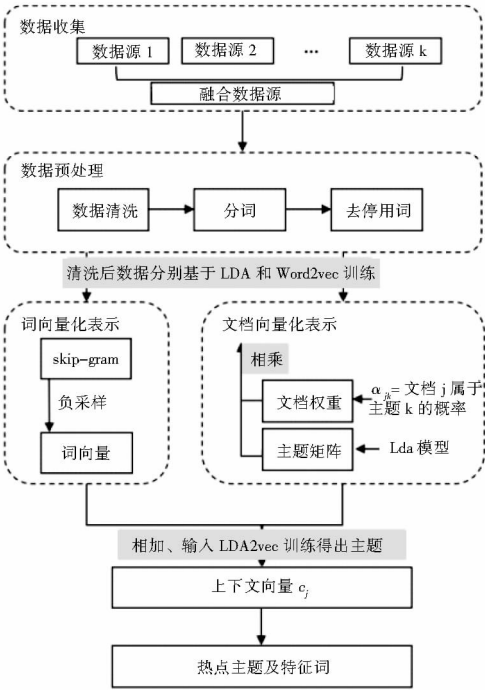 数据收集
数据源 1 数据源 2 … 数据源 k
融合数据源
数据预处理
数据清洗 分词 去停用词
清洗后数据分别基于 LDA 和 Word2vec 训练
词向量化表示
skip-gram
负采样
词向量
文档向量化表示
相乘
文档权重
α_{jk}= 文档 j 属于
主题 k 的概率
主题矩阵
Lda 模型
相加、输入 LDA2vec 训练得出主题
上下文向量 c_j
热点主题及特征词